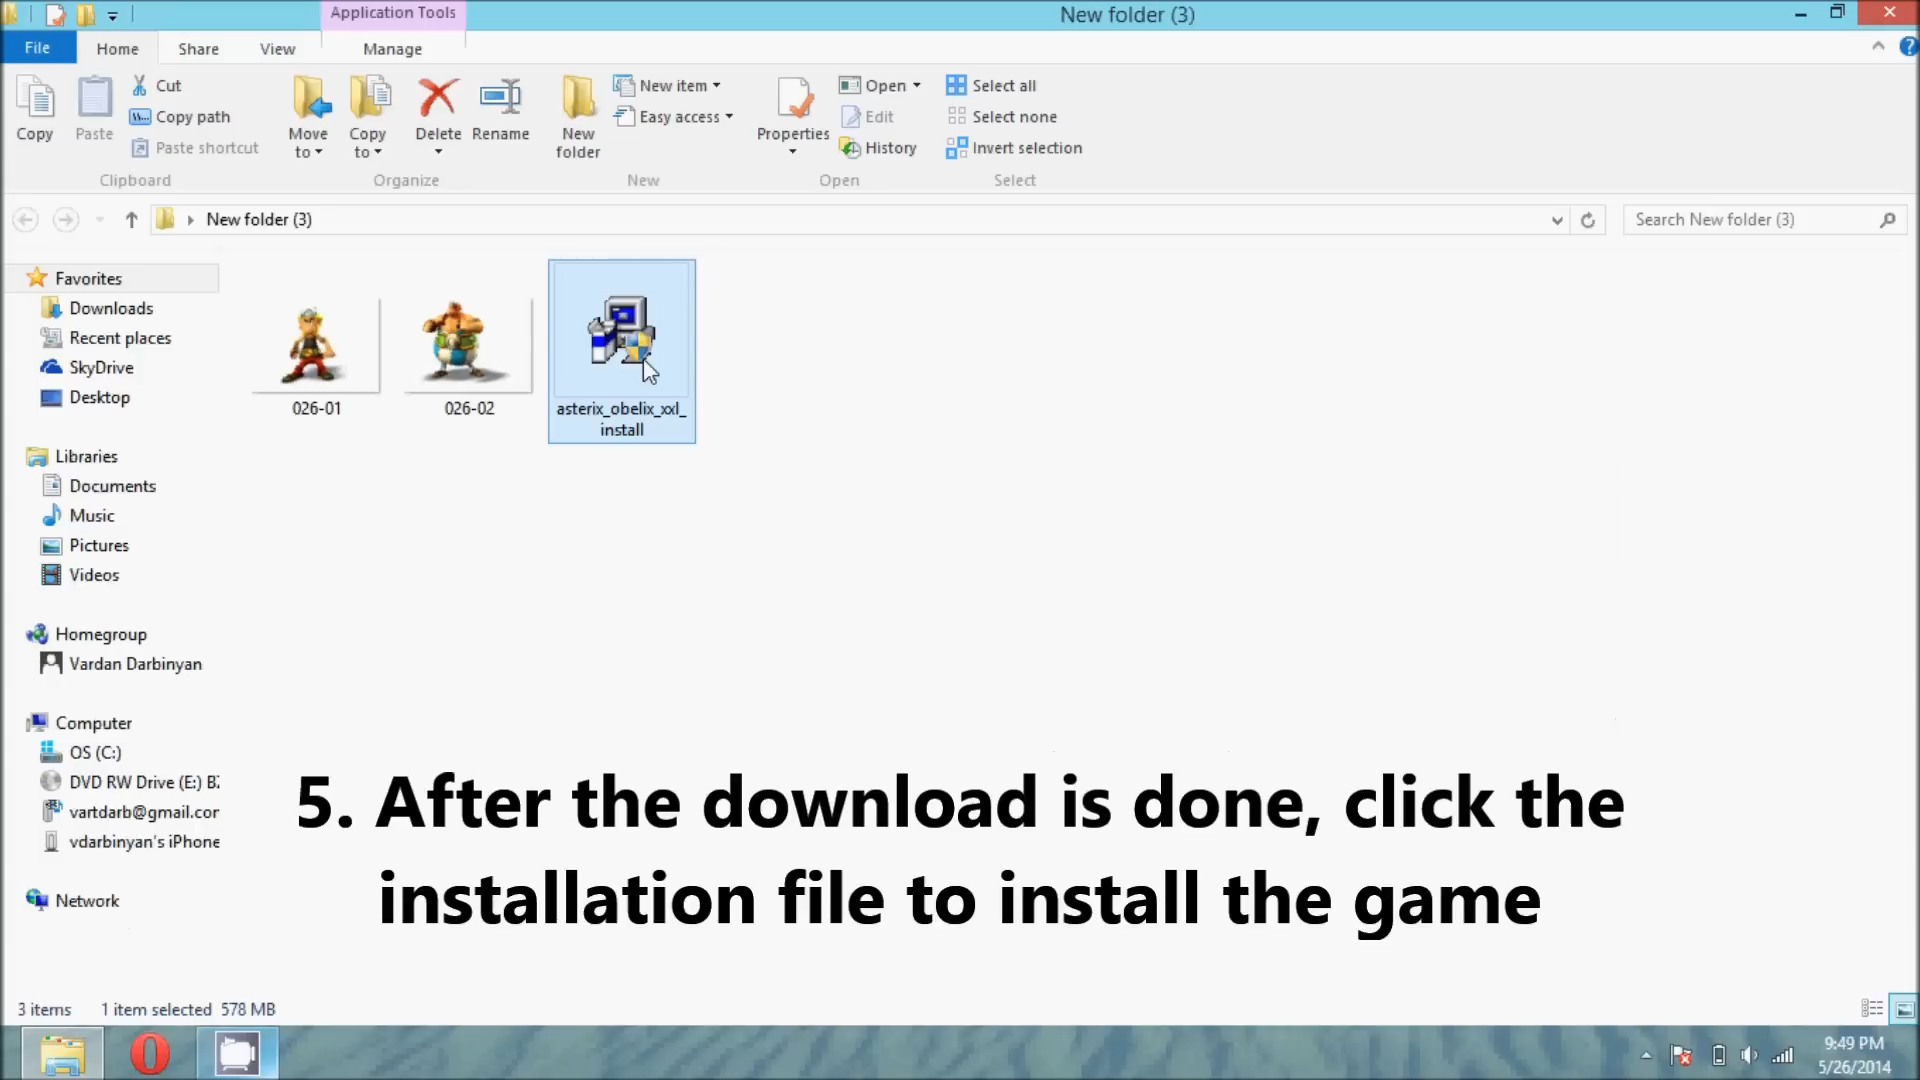 Application Tools
New folder (3)
File
Home
Share
View
Manage
Copy
Paste
Cut
Copy path
Paste shortcut
Clipboard
Move to
Copy to
Delete
Rename
Organize
New folder
New item
Easy access
New
Properties
Open
Edit
History
Open
Select all
Select none
Invert selection
Select
New folder (3)
Search New folder (3)
Favorites
Downloads
Recent places
SkyDrive
Desktop
Libraries
Documents
Music
Pictures
Videos
Homegroup
Vardan Darbinyan
Computer
OS (C:)
DVD RW Drive (E:) B
vartdarb@gmail.cor
vdarbinyan's iPhone
Network
026-01
026-02
asterix_obelix_xxl_
install
5. After the download is done, click the
installation file to install the game
3 items
1 item selected 578 MB
9:49 PM
5/26/2014